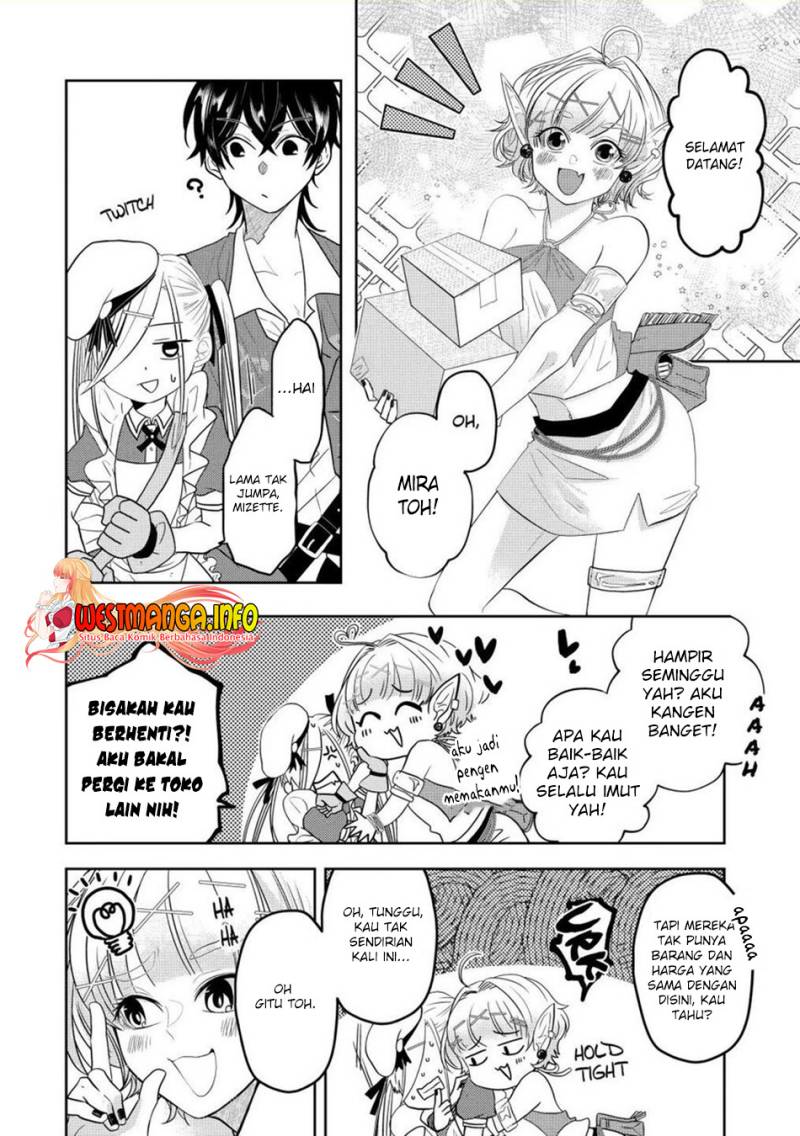 SELAMAT
DATANG!
OH,
MIRA
TOH!
?
TWITCH
...HAI
LAMA TAK
JUMPA,
MIZETTE.
WESTMANGA.INFO
Situs Baca Komik Berbahasa Indonesia
HAMPIR
SEMINGGU
YAH? AKU
KANGEN
BANGET!
AAAH
APA KAU
BAIK-BAIK
AJA? KAU
SELALU IMUT
YAH!
aku jadi
pengen
memakanmu!
BISAKAH KAU
BERHENTI?!
AKU BAKAL
PERGI KE TOKO
LAIN NIH!
apaaaa
TAPI MEREKA
TAK PUNYA
BARANG DAN
HARGA YANG
SAMA DENGAN
DISINI, KAU
TAHU?
URK
HOLD
TIGHT
OH, TUNGGU,
KAU TAK
SENDIRIAN
KALI INI...
OH
GITU TOH.
HA
HA